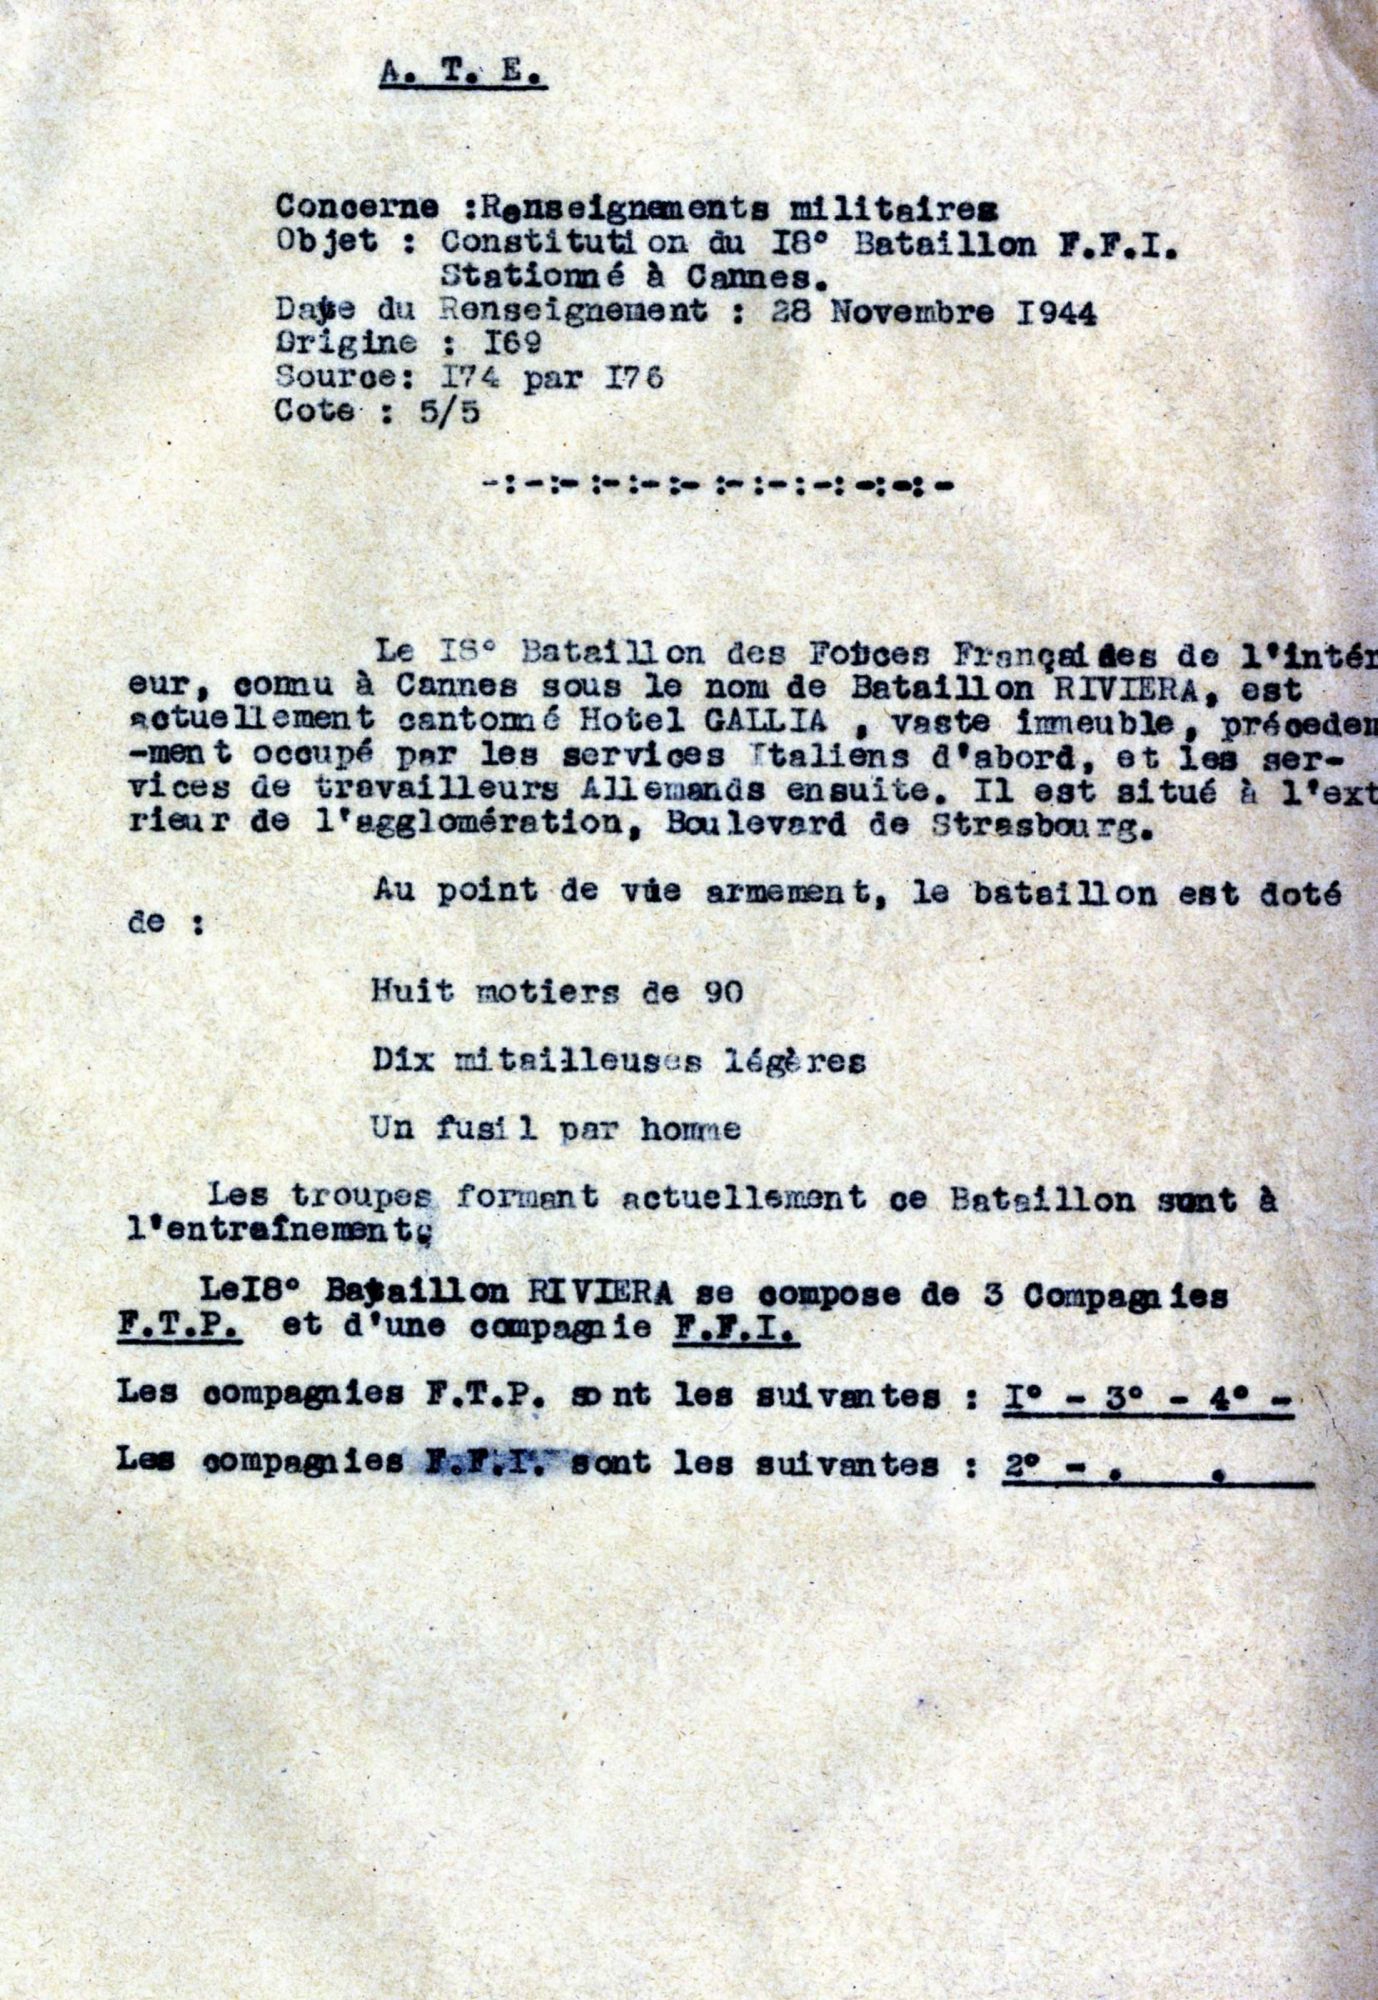 A. T. E.
Concerne :Renseignements militaires
Objet : Constitution du I8° Bataillon F.F.I.
Stationné à Cannes.
Date du Renseignement : 28 Novembre I944
Origine : I69
Source: I74 par I76
Cote : 5/5
-:-:-:-:-:-:-:-:-:-:-:-
Le I8° Bataillon des Forces Françaises de l'intér
eur, connu à Cannes sous le nom de Bataillon RIVIERA, est
actuellement cantonné Hotel GALLIA , vaste immeuble, préceden
-ment occupé par les services Italiens d'abord, et les ser-
vices de travailleurs Allemands ensuite. Il est situé à l'ext
rieur de l'agglomération, Boulevard de Strasbourg.
Au point de vue armement, le bataillon est doté
de :
Huit motiers de 90
Dix mitailleuses légères
Un fusil par homme
Les troupes formant actuellement ce Bataillon sont à
l'entraînement;
LeI8° Bataillon RIVIERA se compose de 3 Compagnies
F.T.P. et d'une compagnie F.F.I.
Les compagnies F.T.P. sont les suivantes : I° - 3° - 4° -
Les compagnies F.F.I. sont les suivantes : 2° - . .